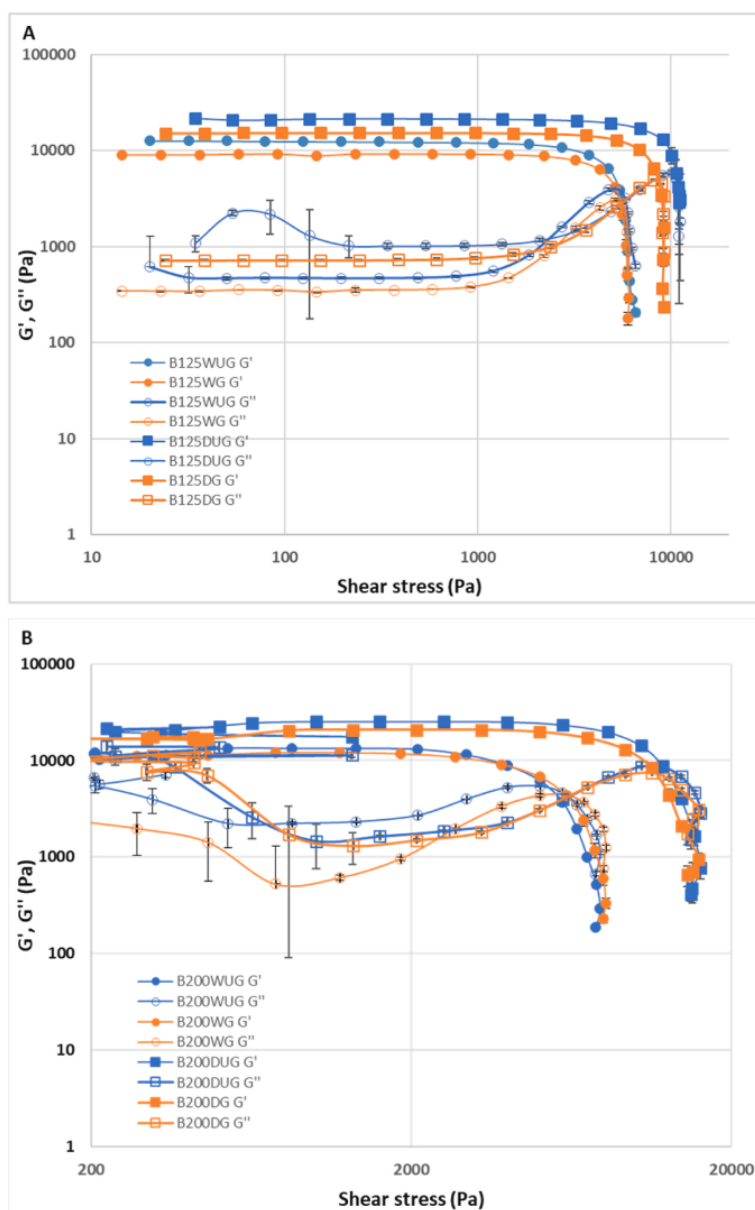 A
100000
10000
1000
100
10
1
G', G'' (Pa)
B125WUG G'
B125WG G'
B125WUG G''
B125WG G''
B125DUG G'
B125DUG G''
B125DG G'
B125DG G''
10 100 1000 10000
Shear stress (Pa)
B
100000
10000
1000
100
10
1
G', G'' (Pa)
B200WUG G'
B200WUG G''
B200WG G'
B200WG G''
B200DUG G'
B200DUG G''
B200DG G'
B200DG G''
200 2000 20000
Shear stress (Pa)